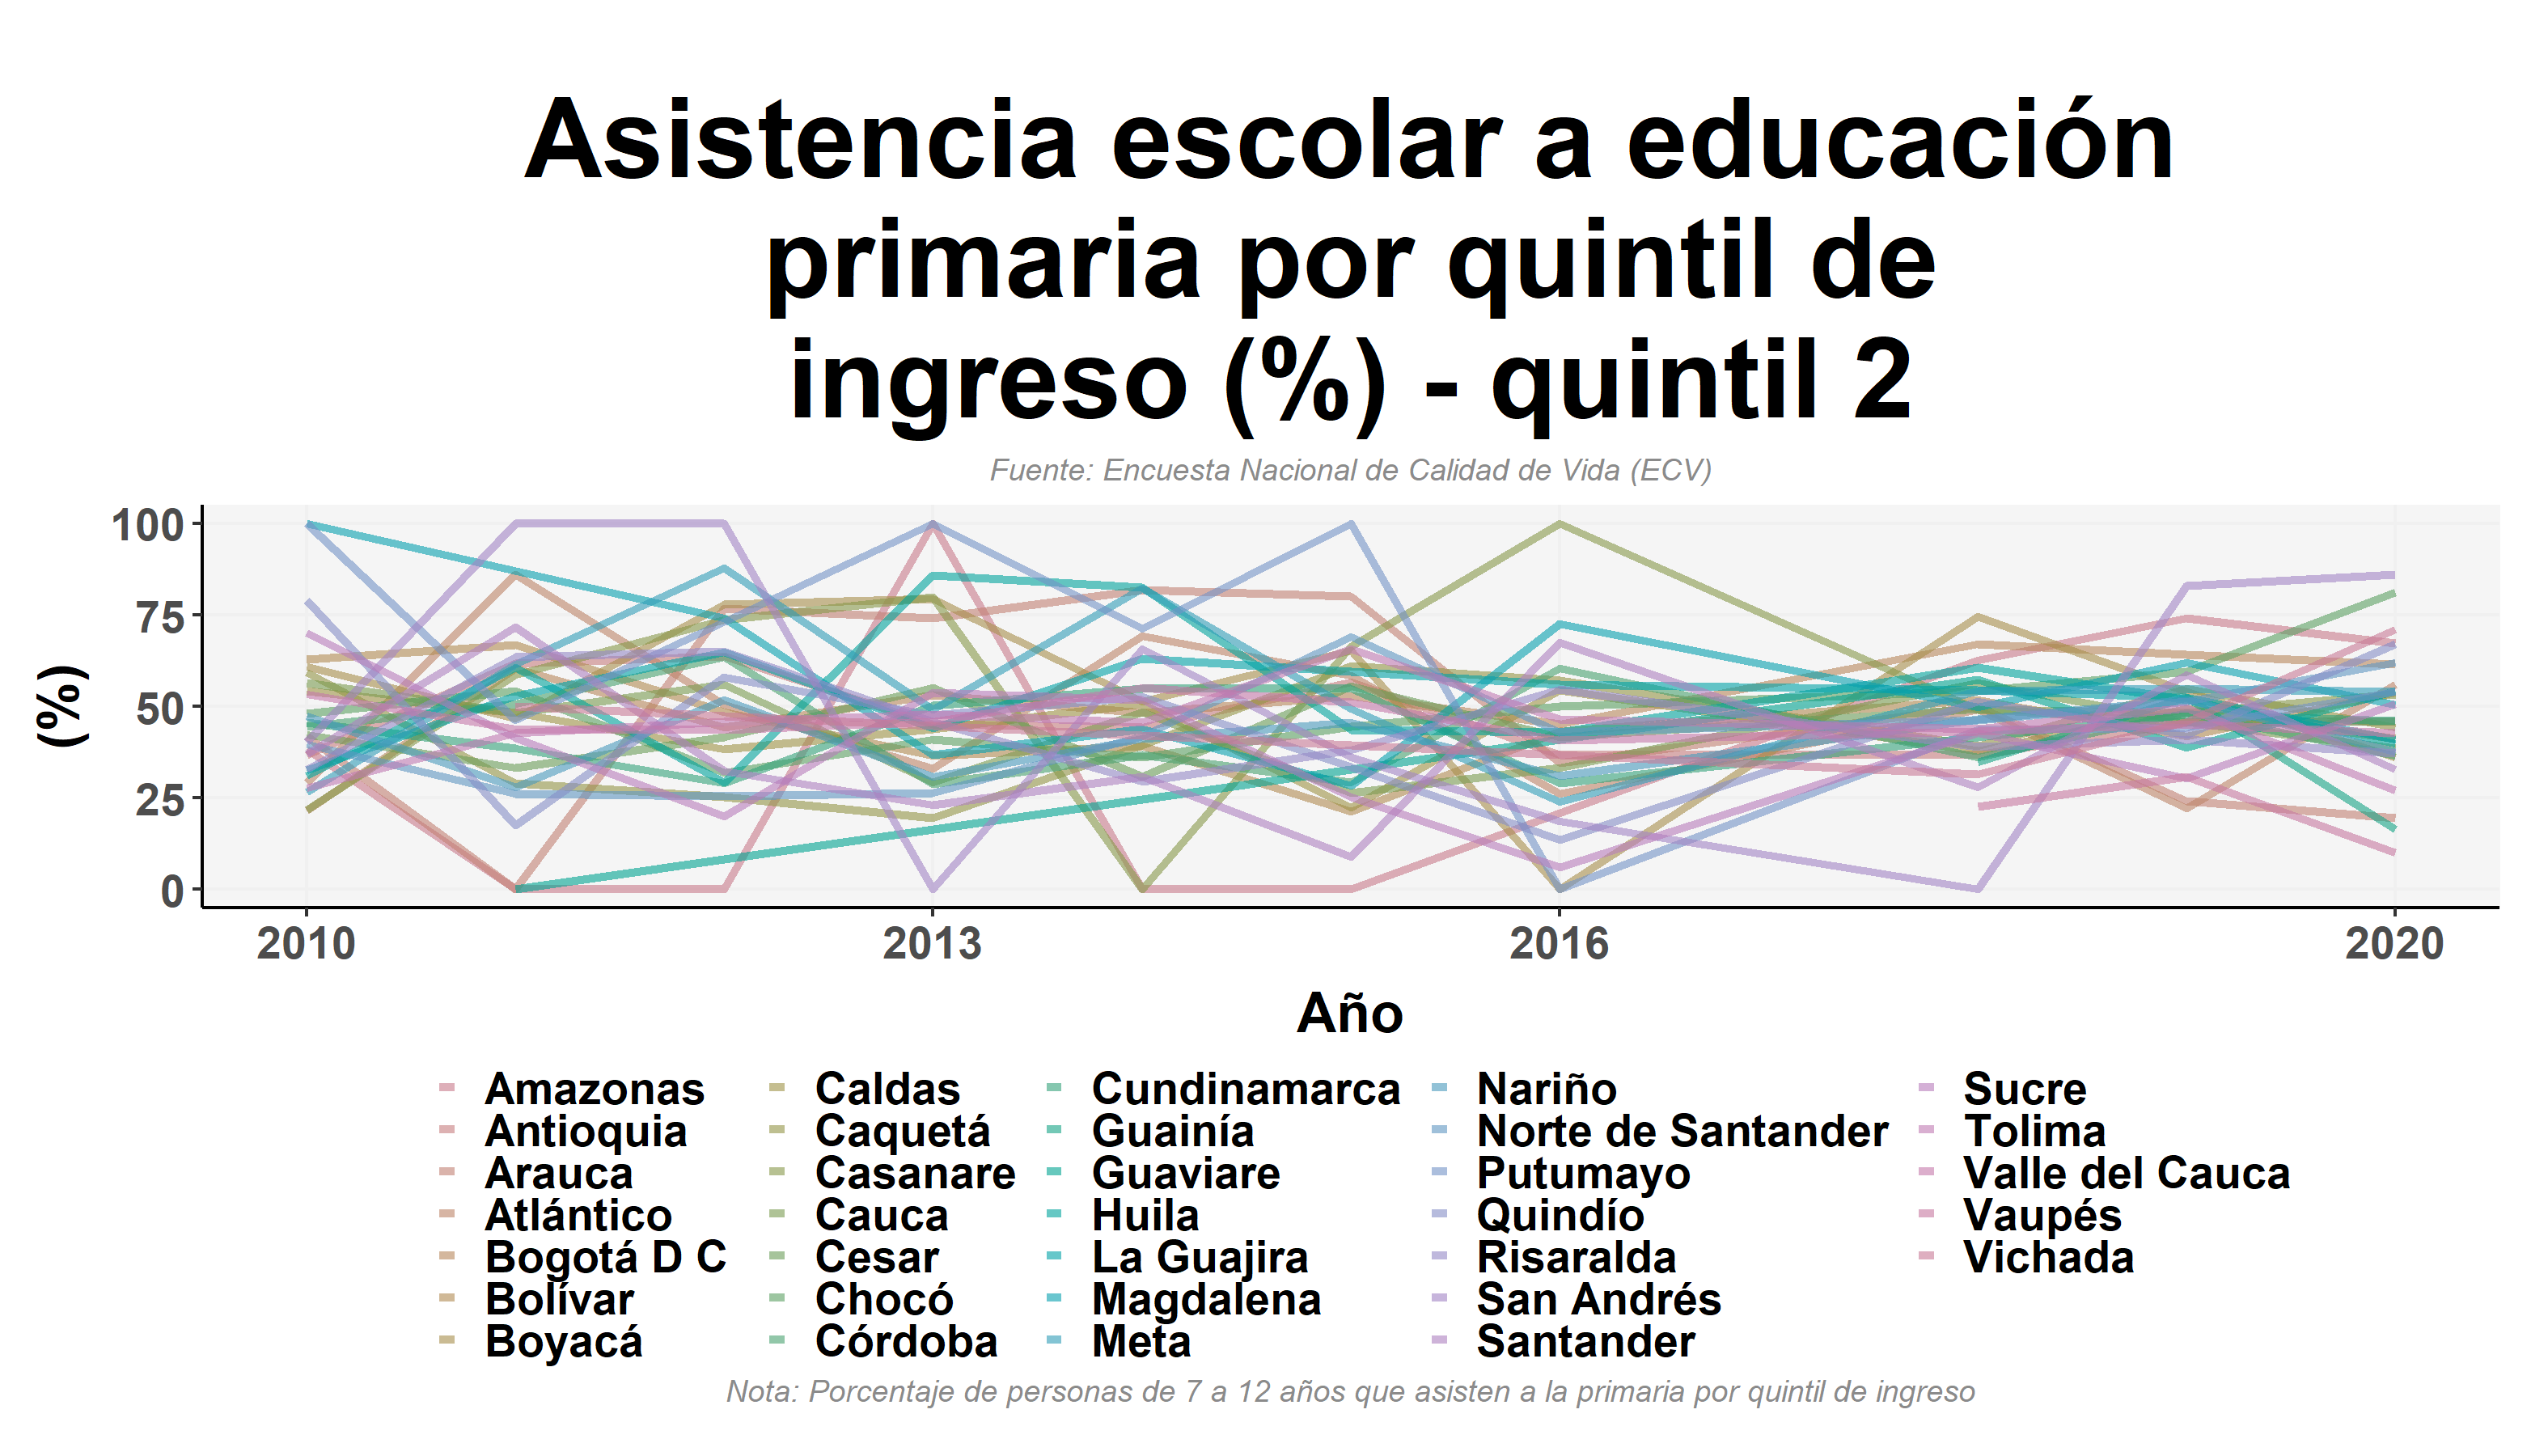 Asistencia escolar a educación
primaria por quintil de
ingreso (%) - quintil 2
Fuente: Encuesta Nacional de Calidad de Vida (ECV)
(%)
100
75
50
25
0
2010 2013 2016 2020
Año
Amazonas Caldas Cundinamarca Nariño Sucre
Antioquia Caquetá Guainía Norte de Santander Tolima
Arauca Casanare Guaviare Putumayo Valle del Cauca
Atlántico Cauca Huila Quindío Vaupés
Bogotá D C Cesar La Guajira Risaralda Vichada
Bolívar Chocó Magdalena San Andrés
Boyacá Córdoba Meta Santander
Nota: Porcentaje de personas de 7 a 12 años que asisten a la primaria por quintil de ingreso